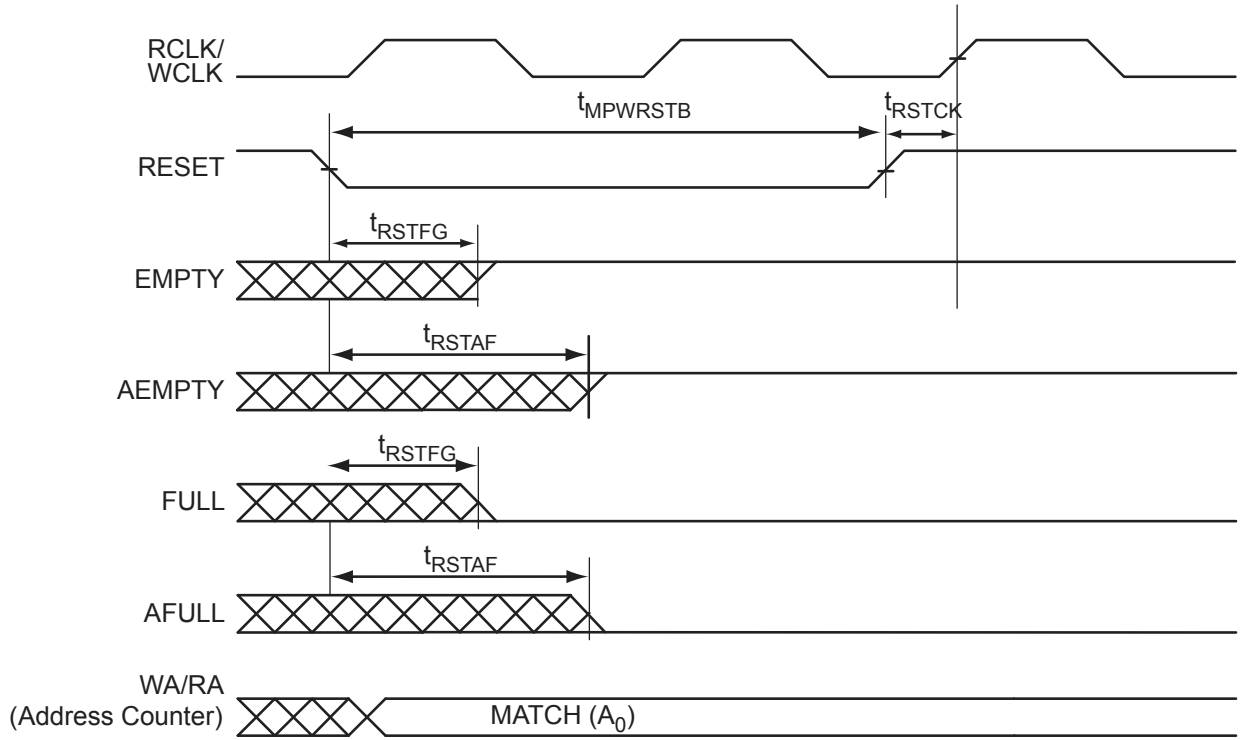 RCLK/
WCLK
tMPWRSTB
tRSTCK
RESET
tRSTFG
EMPTY
tRSTAF
AEMPTY
tRSTFG
FULL
tRSTAF
AFULL
WA/RA
(Address Counter)
MATCH (A0)